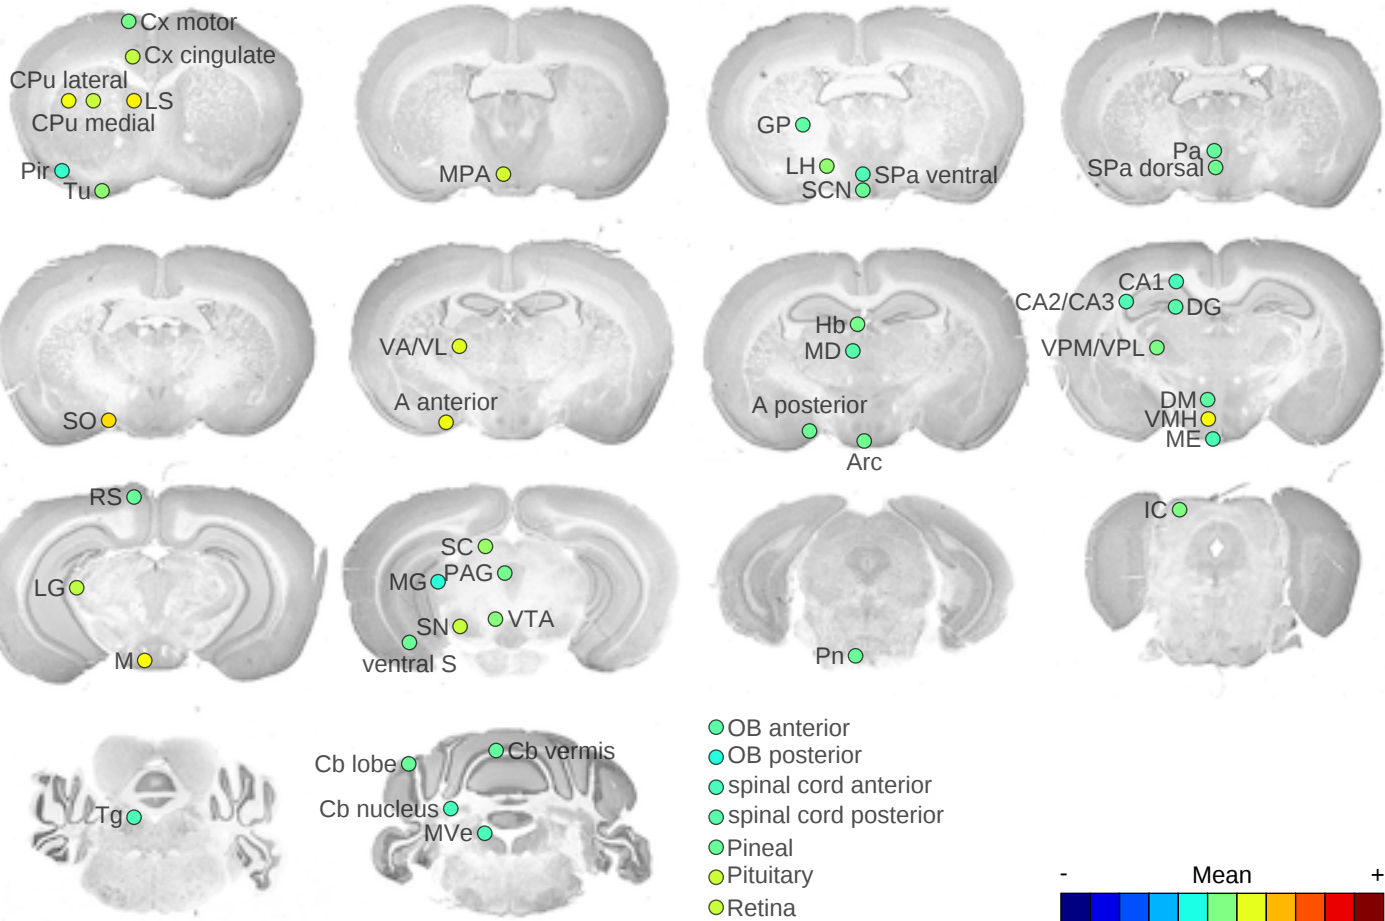 Cx motor
Cx cingulate
CPu lateral
LS
CPu medial
Pir
Tu
MPA
GP
LH
SPa ventral
SCN
Pa
SPa dorsal
SO
VA/VL
A anterior
Hb
MD
A posterior
Arc
CA1
CA2/CA3
DG
VPM/VPL
DM
VMH
ME
RS
LG
M
SC
MG
PAG
SN
VTA
ventral S
Pn
IC
Tg
Cb lobe
Cb vermis
Cb nucleus
MVe
OB anterior
OB posterior
spinal cord anterior
spinal cord posterior
Pineal
Pituitary
Retina
- Mean +